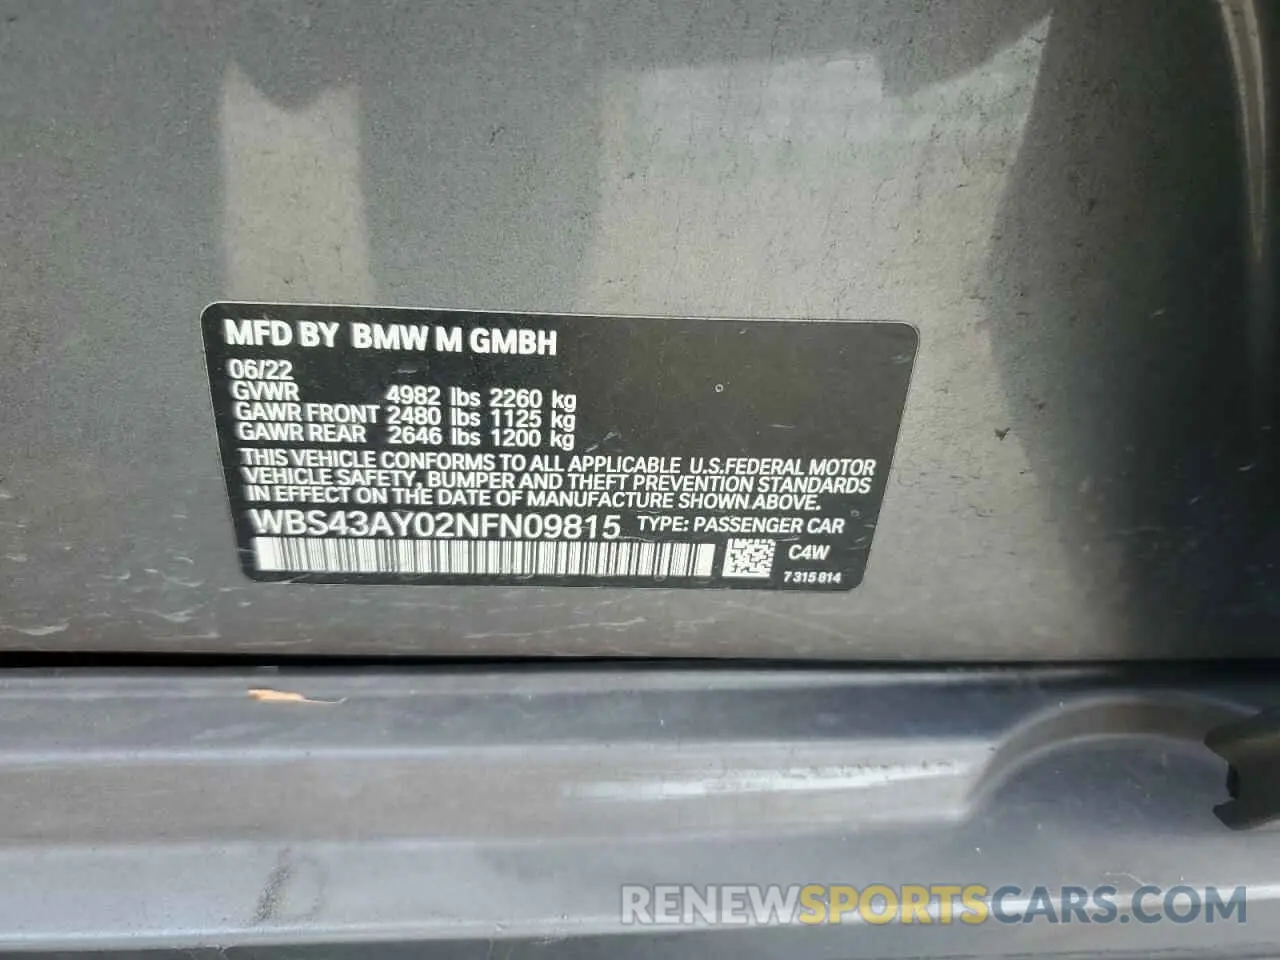 MFD BY BMW M GMBH
06/22
GVWR 4982 lbs 2260 kg
GAWR FRONT 2480 lbs 1125 kg
GAWR REAR 2646 lbs 1200 kg
THIS VEHICLE CONFORMS TO ALL APPLICABLE U.S.FEDERAL MOTOR
VEHICLE SAFETY, BUMPER AND THEFT PREVENTION STANDARDS
IN EFFECT ON THE DATE OF MANUFACTURE SHOWN ABOVE.
WBS43AY02NFN09815 TYPE: PASSENGER CAR
C4W
7 315 814
RENEWSPORTSCARS.COM